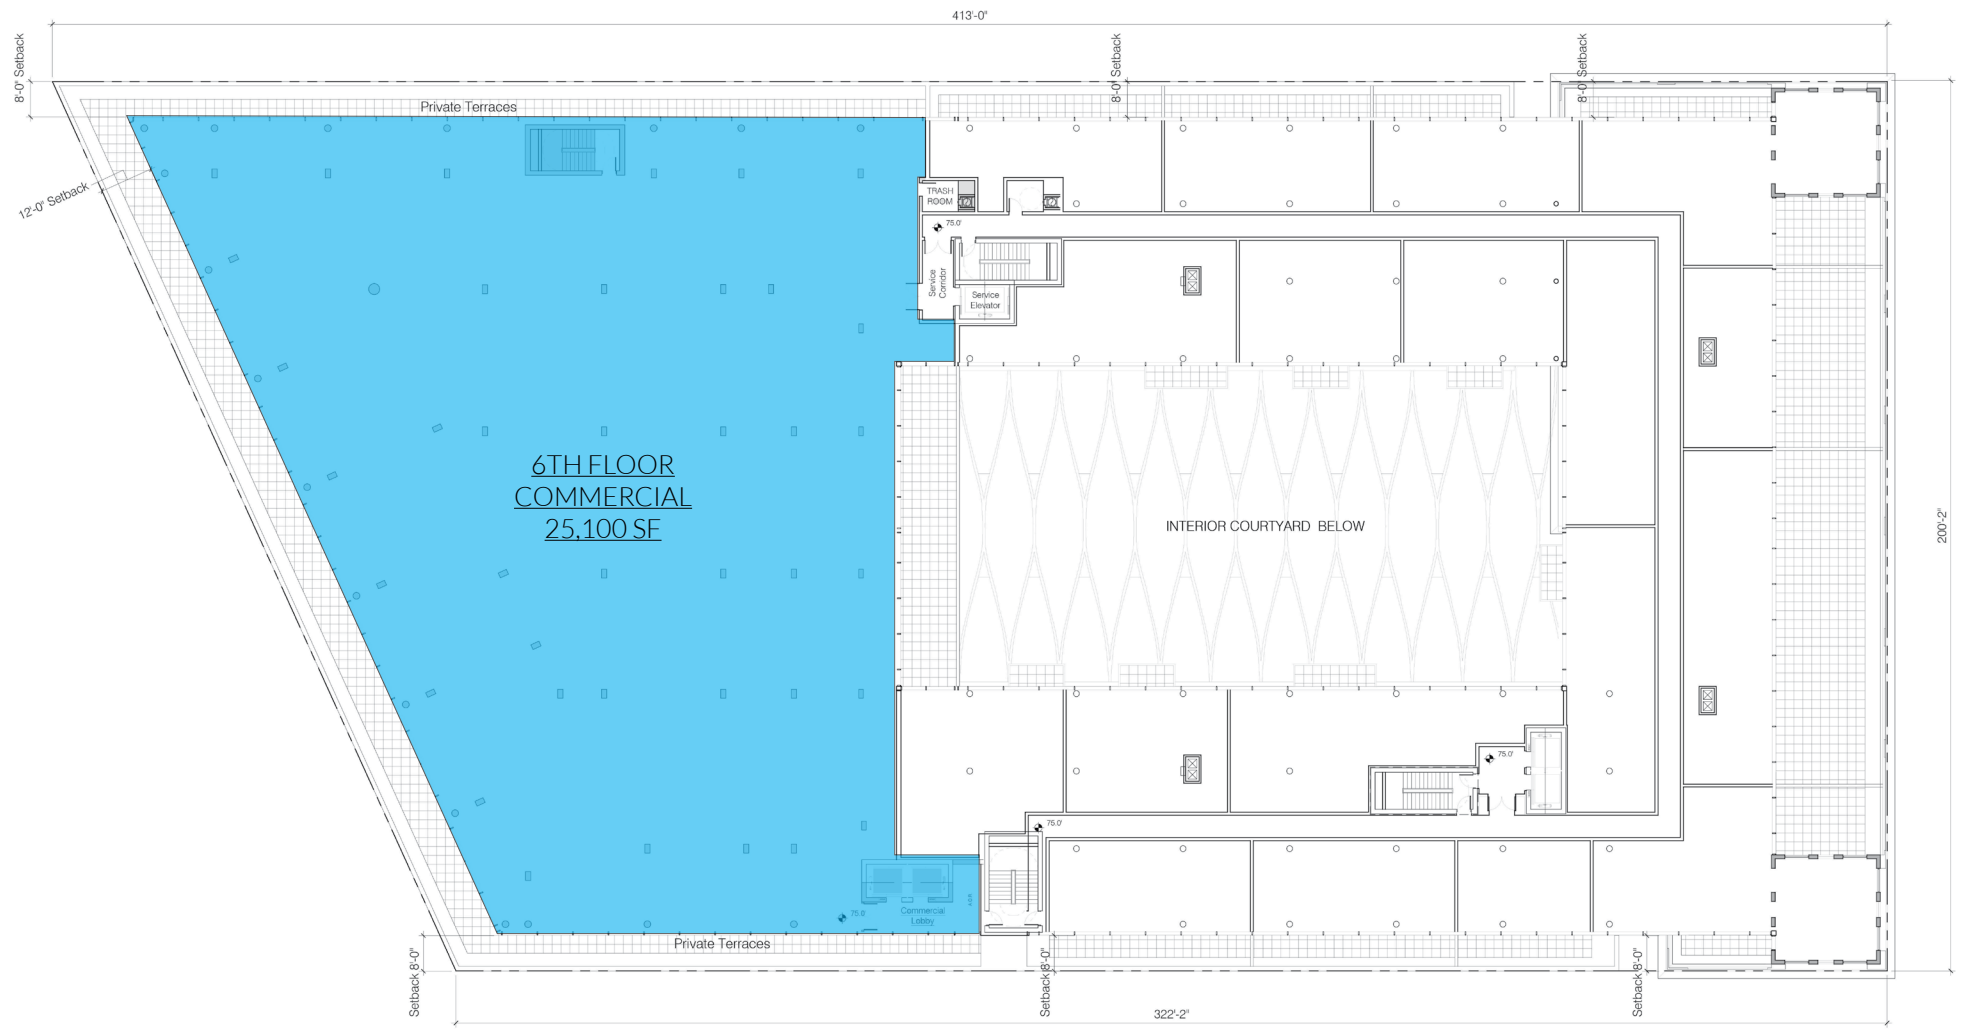 413'-0"
8'-0" Setback
8'-0" Setback
8'-0" Setback
Private Terraces
12'-0" Setback
TRASH
ROOM
75.0'
Service
Corridor
Service
Elevator
6TH FLOOR
COMMERCIAL
25,100 SF
INTERIOR COURTYARD BELOW
200'-2"
75.0'
75.0'
75.0'
Commercial
Lobby
Private Terraces
Setback 8'-0"
Setback 8'-0"
Setback 8'-0"
322'-2"